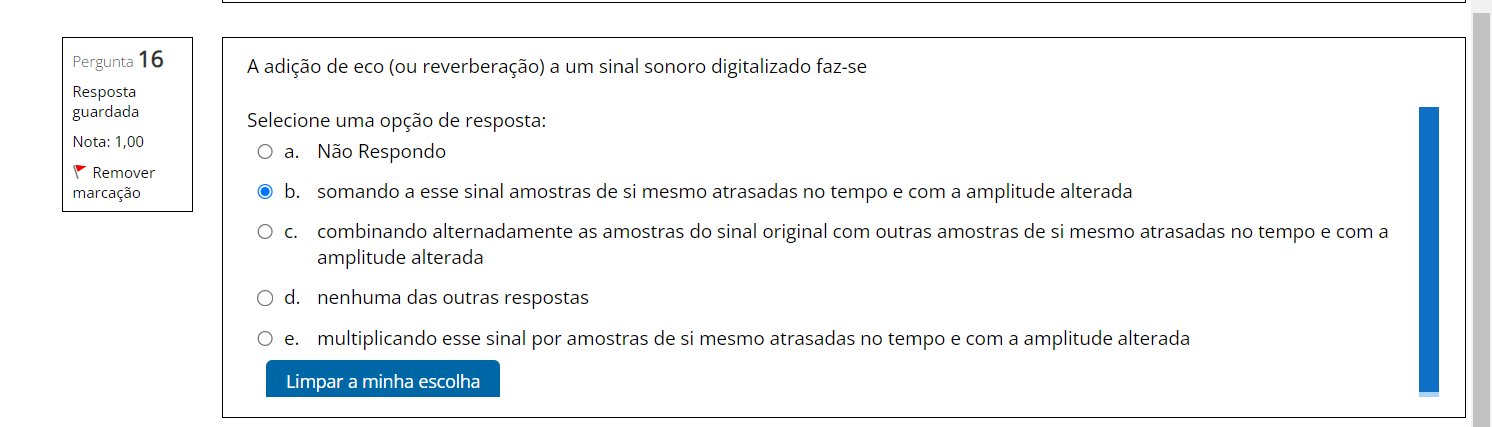 Pergunta 16
Resposta
guardada
Nota: 1,00
Remover
marcação
A adição de eco (ou reverberação) a um sinal sonoro digitalizado faz-se
Selecione uma opção de resposta:
a. Não Respondo
b. somando a esse sinal amostras de si mesmo atrasadas no tempo e com a amplitude alterada
c. combinando alternadamente as amostras do sinal original com outras amostras de si mesmo atrasadas no tempo e com a
amplitude alterada
d. nenhuma das outras respostas
e. multiplicando esse sinal por amostras de si mesmo atrasadas no tempo e com a amplitude alterada
Limpar a minha escolha